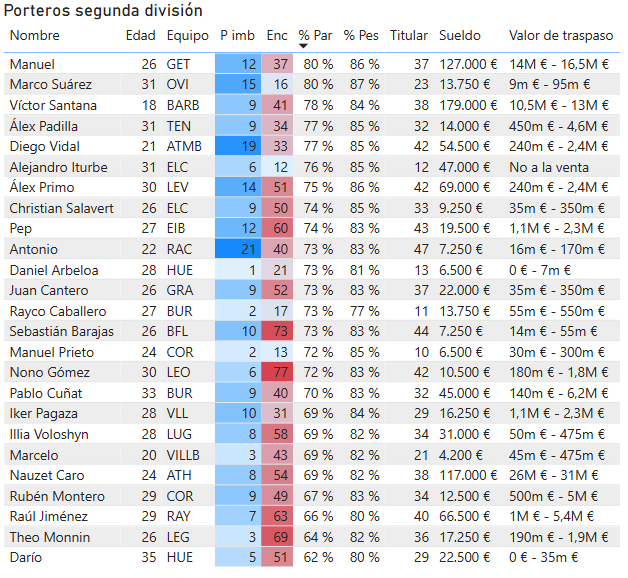 Porteros segunda división
Nombre Edad Equipo P imb Enc % Par % Pes Titular Sueldo Valor de traspaso
Manuel 26 GET 12 37 80 % 86 % 37 127.000 € 14M € - 16,5M €
Marco Suárez 31 OVI 15 16 80 % 87 % 23 13.750 € 9m € - 95m €
Víctor Santana 18 BARB 9 41 78 % 84 % 38 179.000 € 10,5M € - 13M €
Álex Padilla 31 TEN 9 34 77 % 85 % 32 14.000 € 450m € - 4,6M €
Diego Vidal 21 ATMB 19 33 77 % 85 % 42 54.500 € 240m € - 2,4M €
Alejandro Iturbe 31 ELC 6 12 76 % 85 % 12 47.000 € No a la venta
Álex Primo 30 LEV 14 51 75 % 86 % 42 69.000 € 240m € - 2,4M €
Christian Salavert 26 ELC 9 50 74 % 85 % 33 9.250 € 35m € - 350m €
Pep 27 EIB 12 60 74 % 83 % 43 19.500 € 1,1M € - 2,3M €
Antonio 22 RAC 21 40 73 % 83 % 47 7.250 € 16m € - 170m €
Daniel Arbeloa 28 HUE 1 21 73 % 81 % 13 6.500 € 0 € - 7m €
Juan Cantero 26 GRA 9 52 73 % 83 % 37 22.000 € 35m € - 350m €
Rayco Caballero 27 BUR 2 17 73 % 77 % 11 13.750 € 55m € - 550m €
Sebastián Barajas 26 BFL 10 73 73 % 83 % 44 7.250 € 14m € - 55m €
Manuel Prieto 24 COR 2 13 72 % 85 % 10 6.500 € 30m € - 300m €
Nono Gómez 30 LEO 6 77 72 % 83 % 42 10.500 € 180m € - 1,8M €
Pablo Cuñat 33 BUR 9 40 70 % 83 % 32 45.000 € 140m € - 6,2M €
Iker Pagaza 28 VLL 10 31 69 % 84 % 29 16.250 € 1,1M € - 2,3M €
Illia Voloshyn 28 LUG 8 58 69 % 82 % 34 31.000 € 50m € - 475m €
Marcelo 20 VILLB 3 43 69 % 82 % 21 4.200 € 45m € - 475m €
Nauzet Caro 24 ATH 8 54 69 % 82 % 38 117.000 € 26M € - 31M €
Rubén Montero 29 COR 9 49 67 % 83 % 34 12.500 € 500m € - 5M €
Raúl Jiménez 29 RAY 7 63 66 % 80 % 40 66.500 € 1M € - 5,4M €
Theo Monnin 26 LEG 3 69 64 % 82 % 36 17.250 € 190m € - 1,9M €
Darío 35 HUE 5 51 62 % 80 % 29 22.500 € 0 € - 35m €